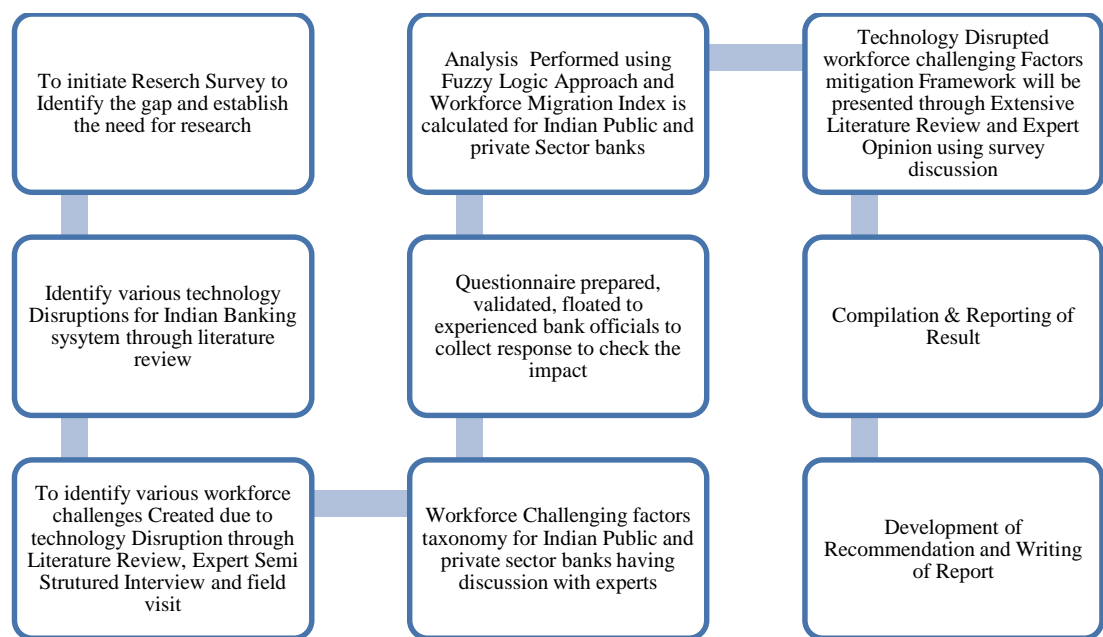 To initiate Reserch Survey to
Identify the gap and establish
the need for research
Identify various technology
Disruptions for Indian Banking
sysytem through literature
review
To identify various workforce
challenges Created due to
technology Disruption through
Literature Review, Expert Semi
Strutured Interview and field
visit
Workforce Challenging factors
taxonomy for Indian Public and
private sector banks having
discussion with experts
Questionnaire prepared,
validated, floated to
experienced bank officials to
collect response to check the
impact
Analysis Performed using
Fuzzy Logic Approach and
Workforce Migration Index is
calculated for Indian Public and
private Sector banks
Technology Disrupted
workforce challenging Factors
mitigation Framework will be
presented through Extensive
Literature Review and Expert
Opinion using survey
discussion
Compilation & Reporting of
Result
Development of
Recommendation and Writing
of Report